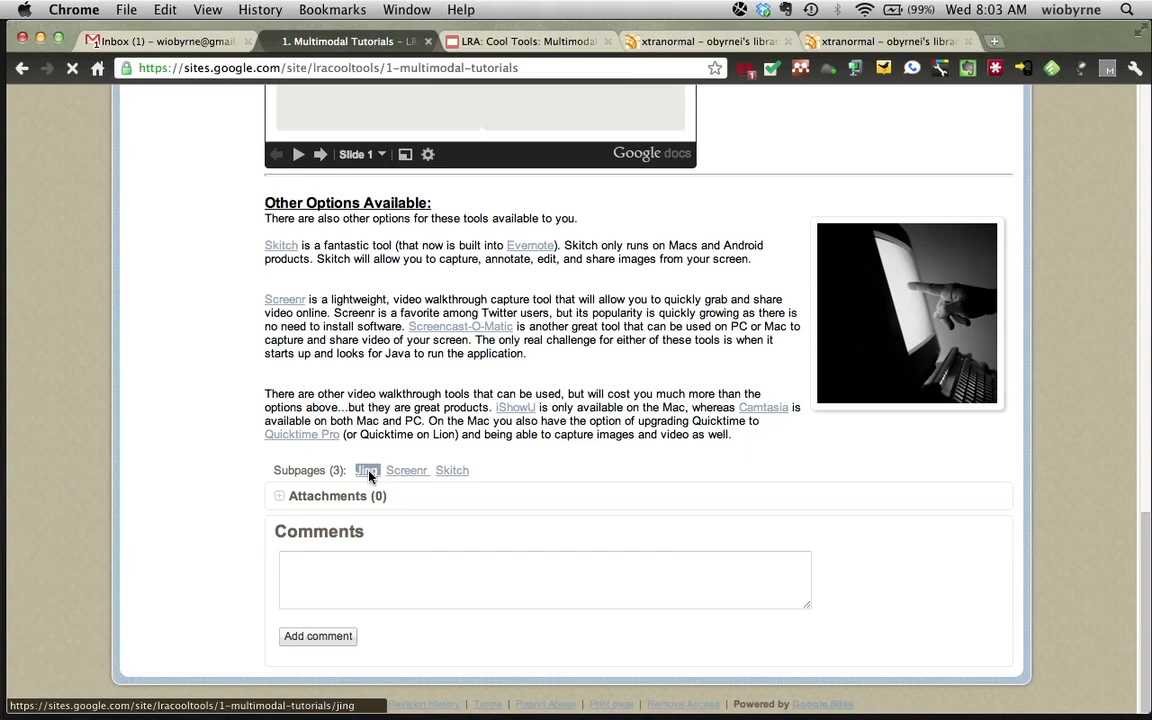 Chrome File Edit View History Bookmarks Window Help (99%) Wed 8:03 AM wiobyrne
Inbox (1) – wiobyrne@gmail 1. Multimodal Tutorials – LR LRA: Cool Tools: Multimodal xtranormal – obyrnei's librar xtranormal – obyrnei's librar
https://sites.google.com/site/lracooltools/1-multimodal-tutorials
Slide 1 Google docs
Other Options Available:
There are also other options for these tools available to you.
Skitch is a fantastic tool (that now is built into Evernote). Skitch only runs on Macs and Android
products. Skitch will allow you to capture, annotate, edit, and share images from your screen.
Screenr is a lightweight, video walkthrough capture tool that will allow you to quickly grab and share
video online. Screenr is a favorite among Twitter users, but its popularity is quickly growing as there is
no need to install software. Screencast-O-Matic is another great tool that can be used on PC or Mac to
capture and share video of your screen. The only real challenge for either of these tools is when it
starts up and looks for Java to run the application.
There are other video walkthrough tools that can be used, but will cost you much more than the
options above...but they are great products. iShowU is only available on the Mac, whereas Camtasia is
available on both Mac and PC. On the Mac you also have the option of upgrading Quicktime to
Quicktime Pro (or Quicktime on Lion) and being able to capture images and video as well.
Subpages (3): Jing Screenr Skitch
Attachments (0)
Comments
Add comment
https://sites.google.com/site/lracooltools/1-multimodal-tutorials/jing Revision History | Terms | Report Abuse | Print page | Remove Access | Powered by Google Sites